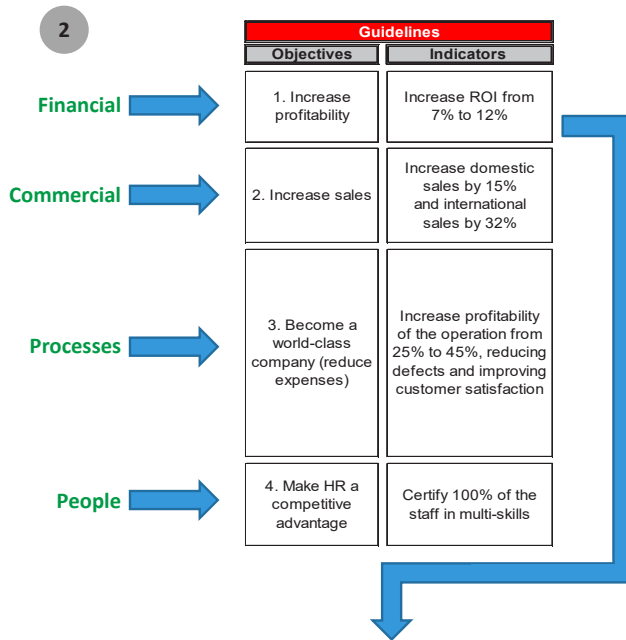 2
Guidelines
Objectives
Indicators
Financial
1. Increase
profitability
Increase ROI from
7% to 12%
Commercial
2. Increase sales
Increase domestic
sales by 15%
and international
sales by 32%
Processes
3. Become a
world-class
company (reduce
expenses)
Increase profitability
of the operation from
25% to 45%, reducing
defects and improving
customer satisfaction
People
4. Make HR a
competitive
advantage
Certify 100% of the
staff in multi-skills